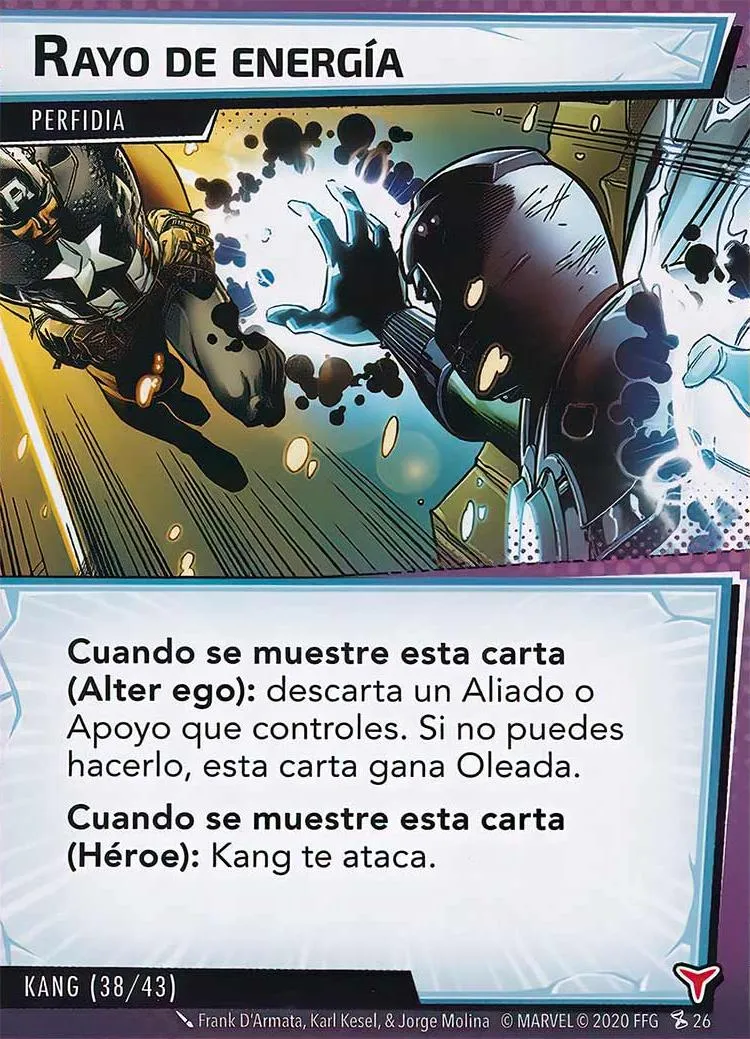 RAYO DE ENERGÍA
PERFIDIA
A
Cuando se muestre esta carta
(Alter ego): descarta un Aliado o
Apoyo que controles. Si no puedes
hacerlo, esta carta gana Oleada.
Cuando se muestre esta carta
(Héroe): Kang te ataca.
KANG (38/43)
Frank D'Armata, Karl Kesel, & Jorge Molina © MARVEL © 2020 FFG 26